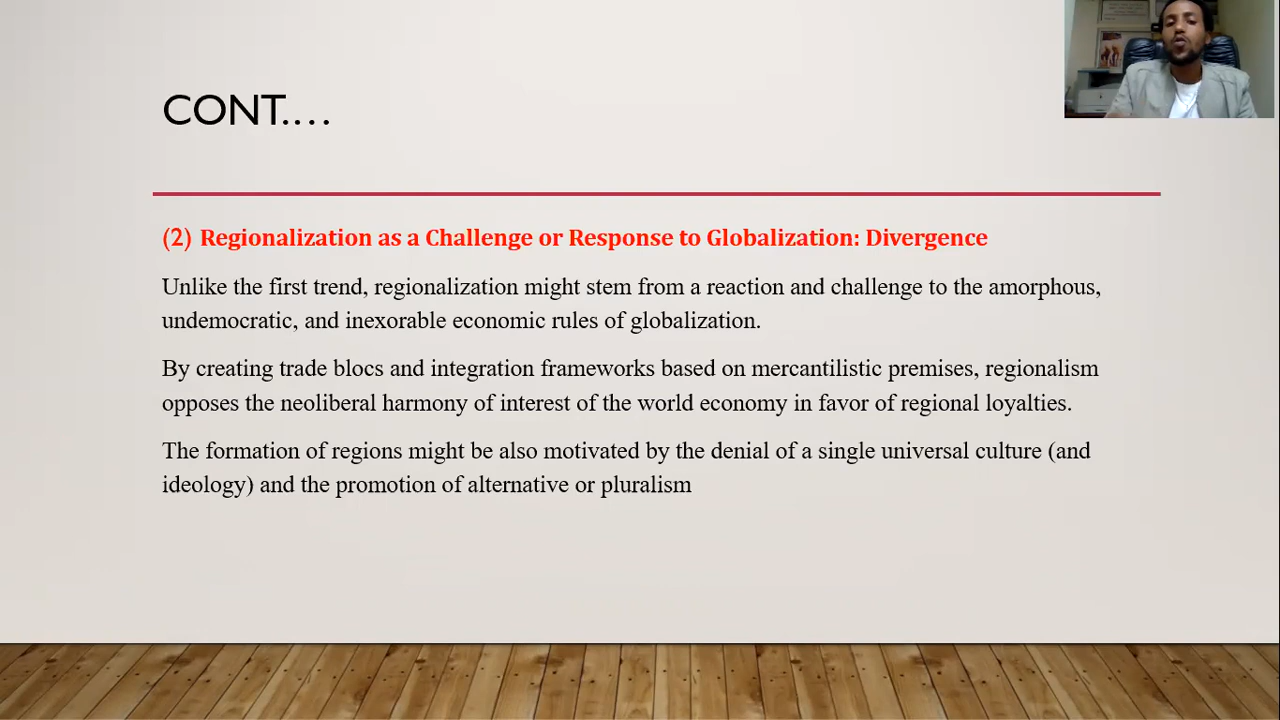 CONT.…
(2) Regionalization as a Challenge or Response to Globalization: Divergence
Unlike the first trend, regionalization might stem from a reaction and challenge to the amorphous,
undemocratic, and inexorable economic rules of globalization.
By creating trade blocs and integration frameworks based on mercantilistic premises, regionalism
opposes the neoliberal harmony of interest of the world economy in favor of regional loyalties.
The formation of regions might be also motivated by the denial of a single universal culture (and
ideology) and the promotion of alternative or pluralism